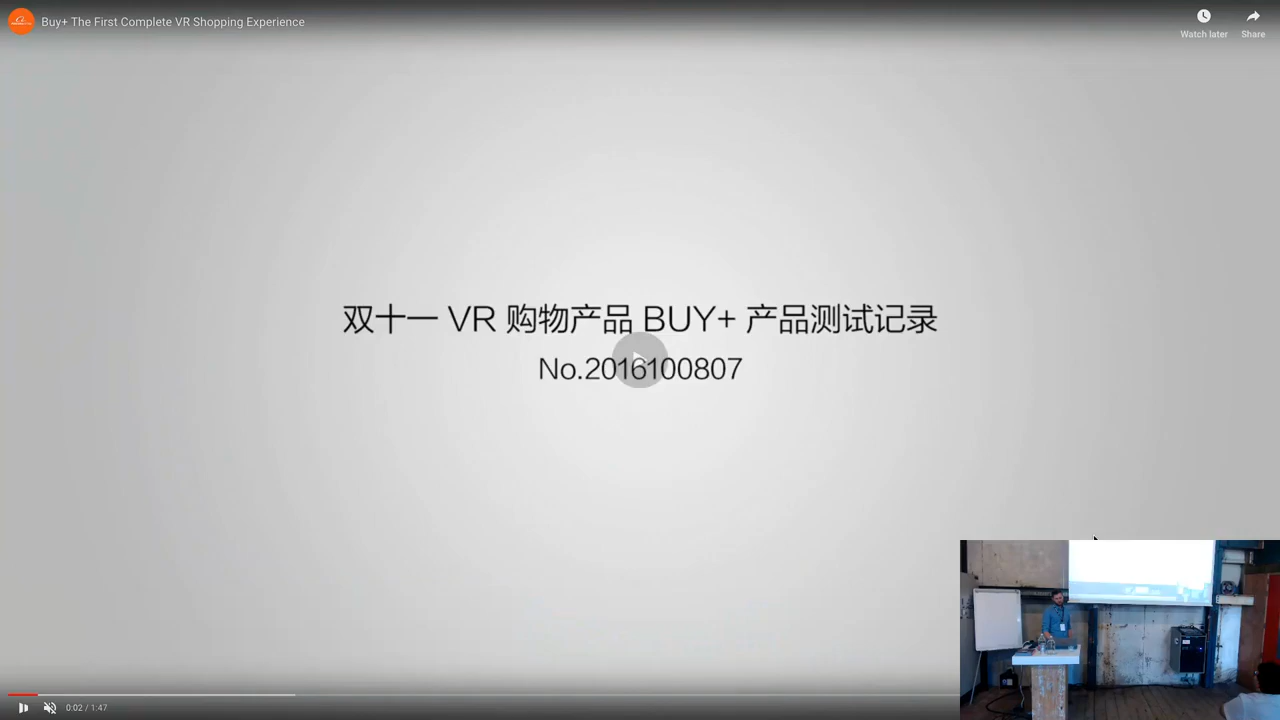 Buy+ The First Complete VR Shopping Experience
Watch later
Share
双十一 VR 购物产品 BUY+ 产品测试记录
No.2016100807
0:02 / 1:47